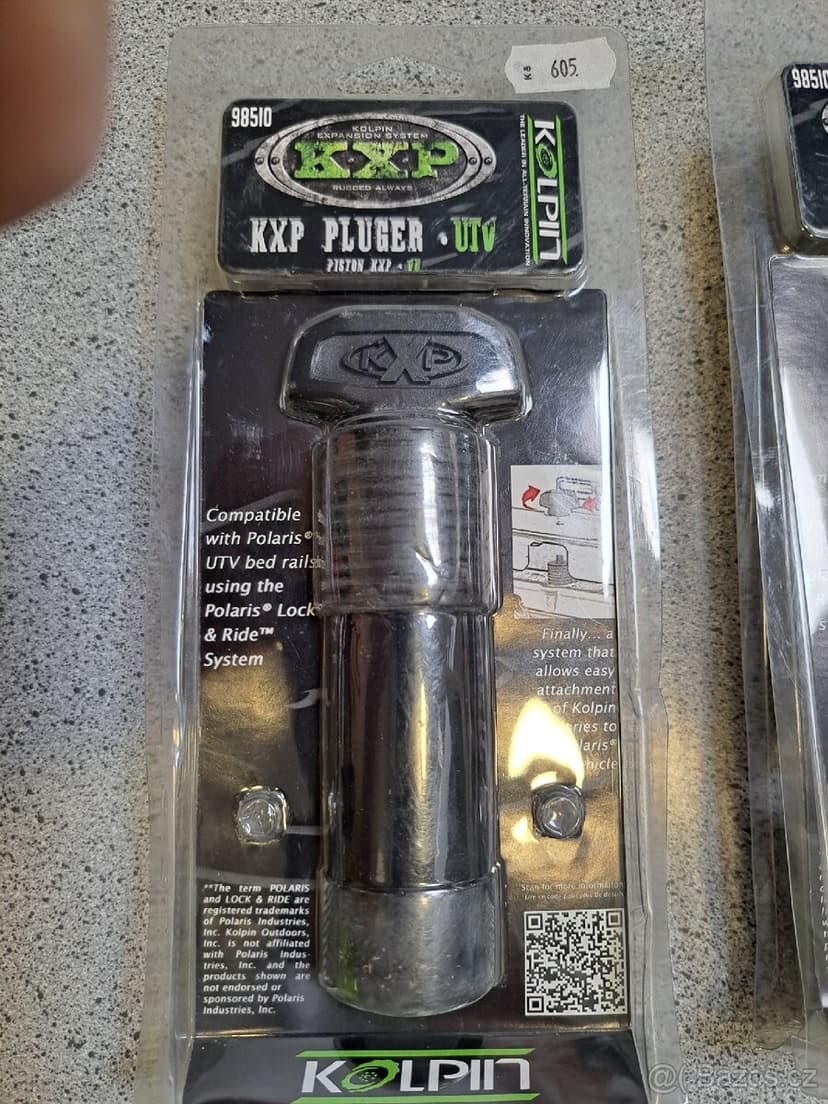 Kč 605.
98510
KOLPIN
EXPANSION SYSTEM
KXP
RUGGED ALWAYS
KOLPIN
THE LEADER IN ALL-TERRAIN INNOVATION
KXP PLUGER • UTV
PISTON KXP • VU
KXP
Compatible
with Polaris®
UTV bed rails
using the
Polaris® Lock
& Ride™
System
Finally... a
system that
allows easy
attachment
of Kolpin
ries to
laris®
hicle
**The term POLARIS
and LOCK & RIDE are
registered trademarks
of Polaris Industries,
Inc. Kolpin Outdoors,
Inc. is not affiliated
with Polaris Indus-
tries, Inc. and the
products shown are
not endorsed or
sponsored by Polaris
Industries, Inc.
Scan for more information
KOLPIN
98510
@Bazos.cz